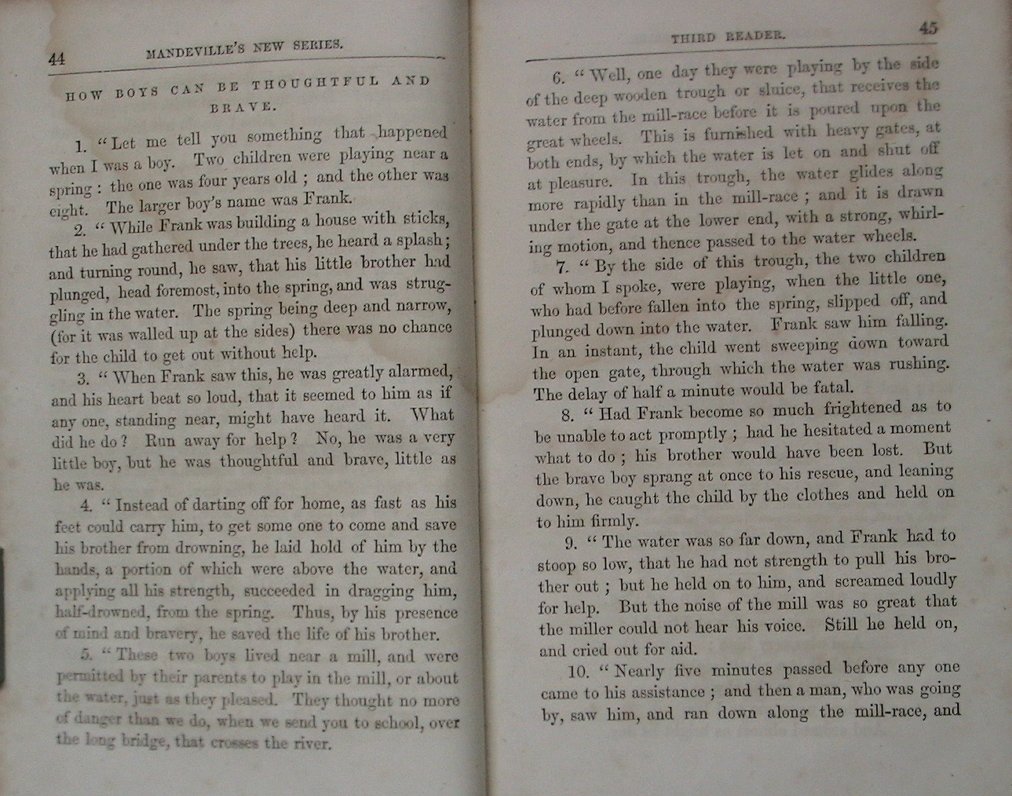 44
MANDEVILLE'S NEW SERIES.
HOW BOYS CAN BE THOUGHTFUL AND
BRAVE.
1. "Let me tell you something that happened
when I was a boy. Two children were playing near a
spring: the one was four years old; and the other was
eight. The larger boy's name was Frank.
2. "While Frank was building a house with sticks,
that he had gathered under the trees, he heard a splash;
and turning round, he saw, that his little brother had
plunged, head foremost, into the spring, and was strug-
gling in the water. The spring being deep and narrow,
(for it was walled up at the sides) there was no chance
for the child to get out without help.
3. "When Frank saw this, he was greatly alarmed,
and his heart beat so loud, that it seemed to him as if
any one, standing near, might have heard it. What
did he do? Run away for help? No, he was a very
little boy, but he was thoughtful and brave, little as
he was.
4. "Instead of darting off for home, as fast as his
feet could carry him, to get some one to come and save
his brother from drowning, he laid hold of him by the
hands, a portion of which were above the water, and
applying all his strength, succeeded in dragging him,
half-drowned, from the spring. Thus, by his presence
of mind and bravery, he saved the life of his brother.
5. "These two boys lived near a mill, and were
permitted by their parents to play in the mill, or about
the water, just as they pleased. They thought no more
of danger than we do, when we send you to school, over
the long bridge, that crosses the river.
THIRD READER.
45
6. "Well, one day they were playing by the side
of the deep wooden trough or sluice, that receives the
water from the mill-race before it is poured upon the
great wheels. This is furnished with heavy gates, at
both ends, by which the water is let on and shut off
at pleasure. In this trough, the water glides along
more rapidly than in the mill-race; and it is drawn
under the gate at the lower end, with a strong, whirl-
ing motion, and thence passed to the water wheels.
7. "By the side of this trough, the two children
of whom I spoke, were playing, when the little one,
who had before fallen into the spring, slipped off, and
plunged down into the water. Frank saw him falling.
In an instant, the child went sweeping down toward
the open gate, through which the water was rushing.
The delay of half a minute would be fatal.
8. "Had Frank become so much frightened as to
be unable to act promptly; had he hesitated a moment
what to do; his brother would have been lost. But
the brave boy sprang at once to his rescue, and leaning
down, he caught the child by the clothes and held on
to him firmly.
9. "The water was so far down, and Frank had to
stoop so low, that he had not strength to pull his bro-
ther out; but he held on to him, and screamed loudly
for help. But the noise of the mill was so great that
the miller could not hear his voice. Still he held on,
and cried out for aid.
10. "Nearly five minutes passed before any one
came to his assistance; and then a man, who was going
by, saw him, and ran down along the mill-race, and